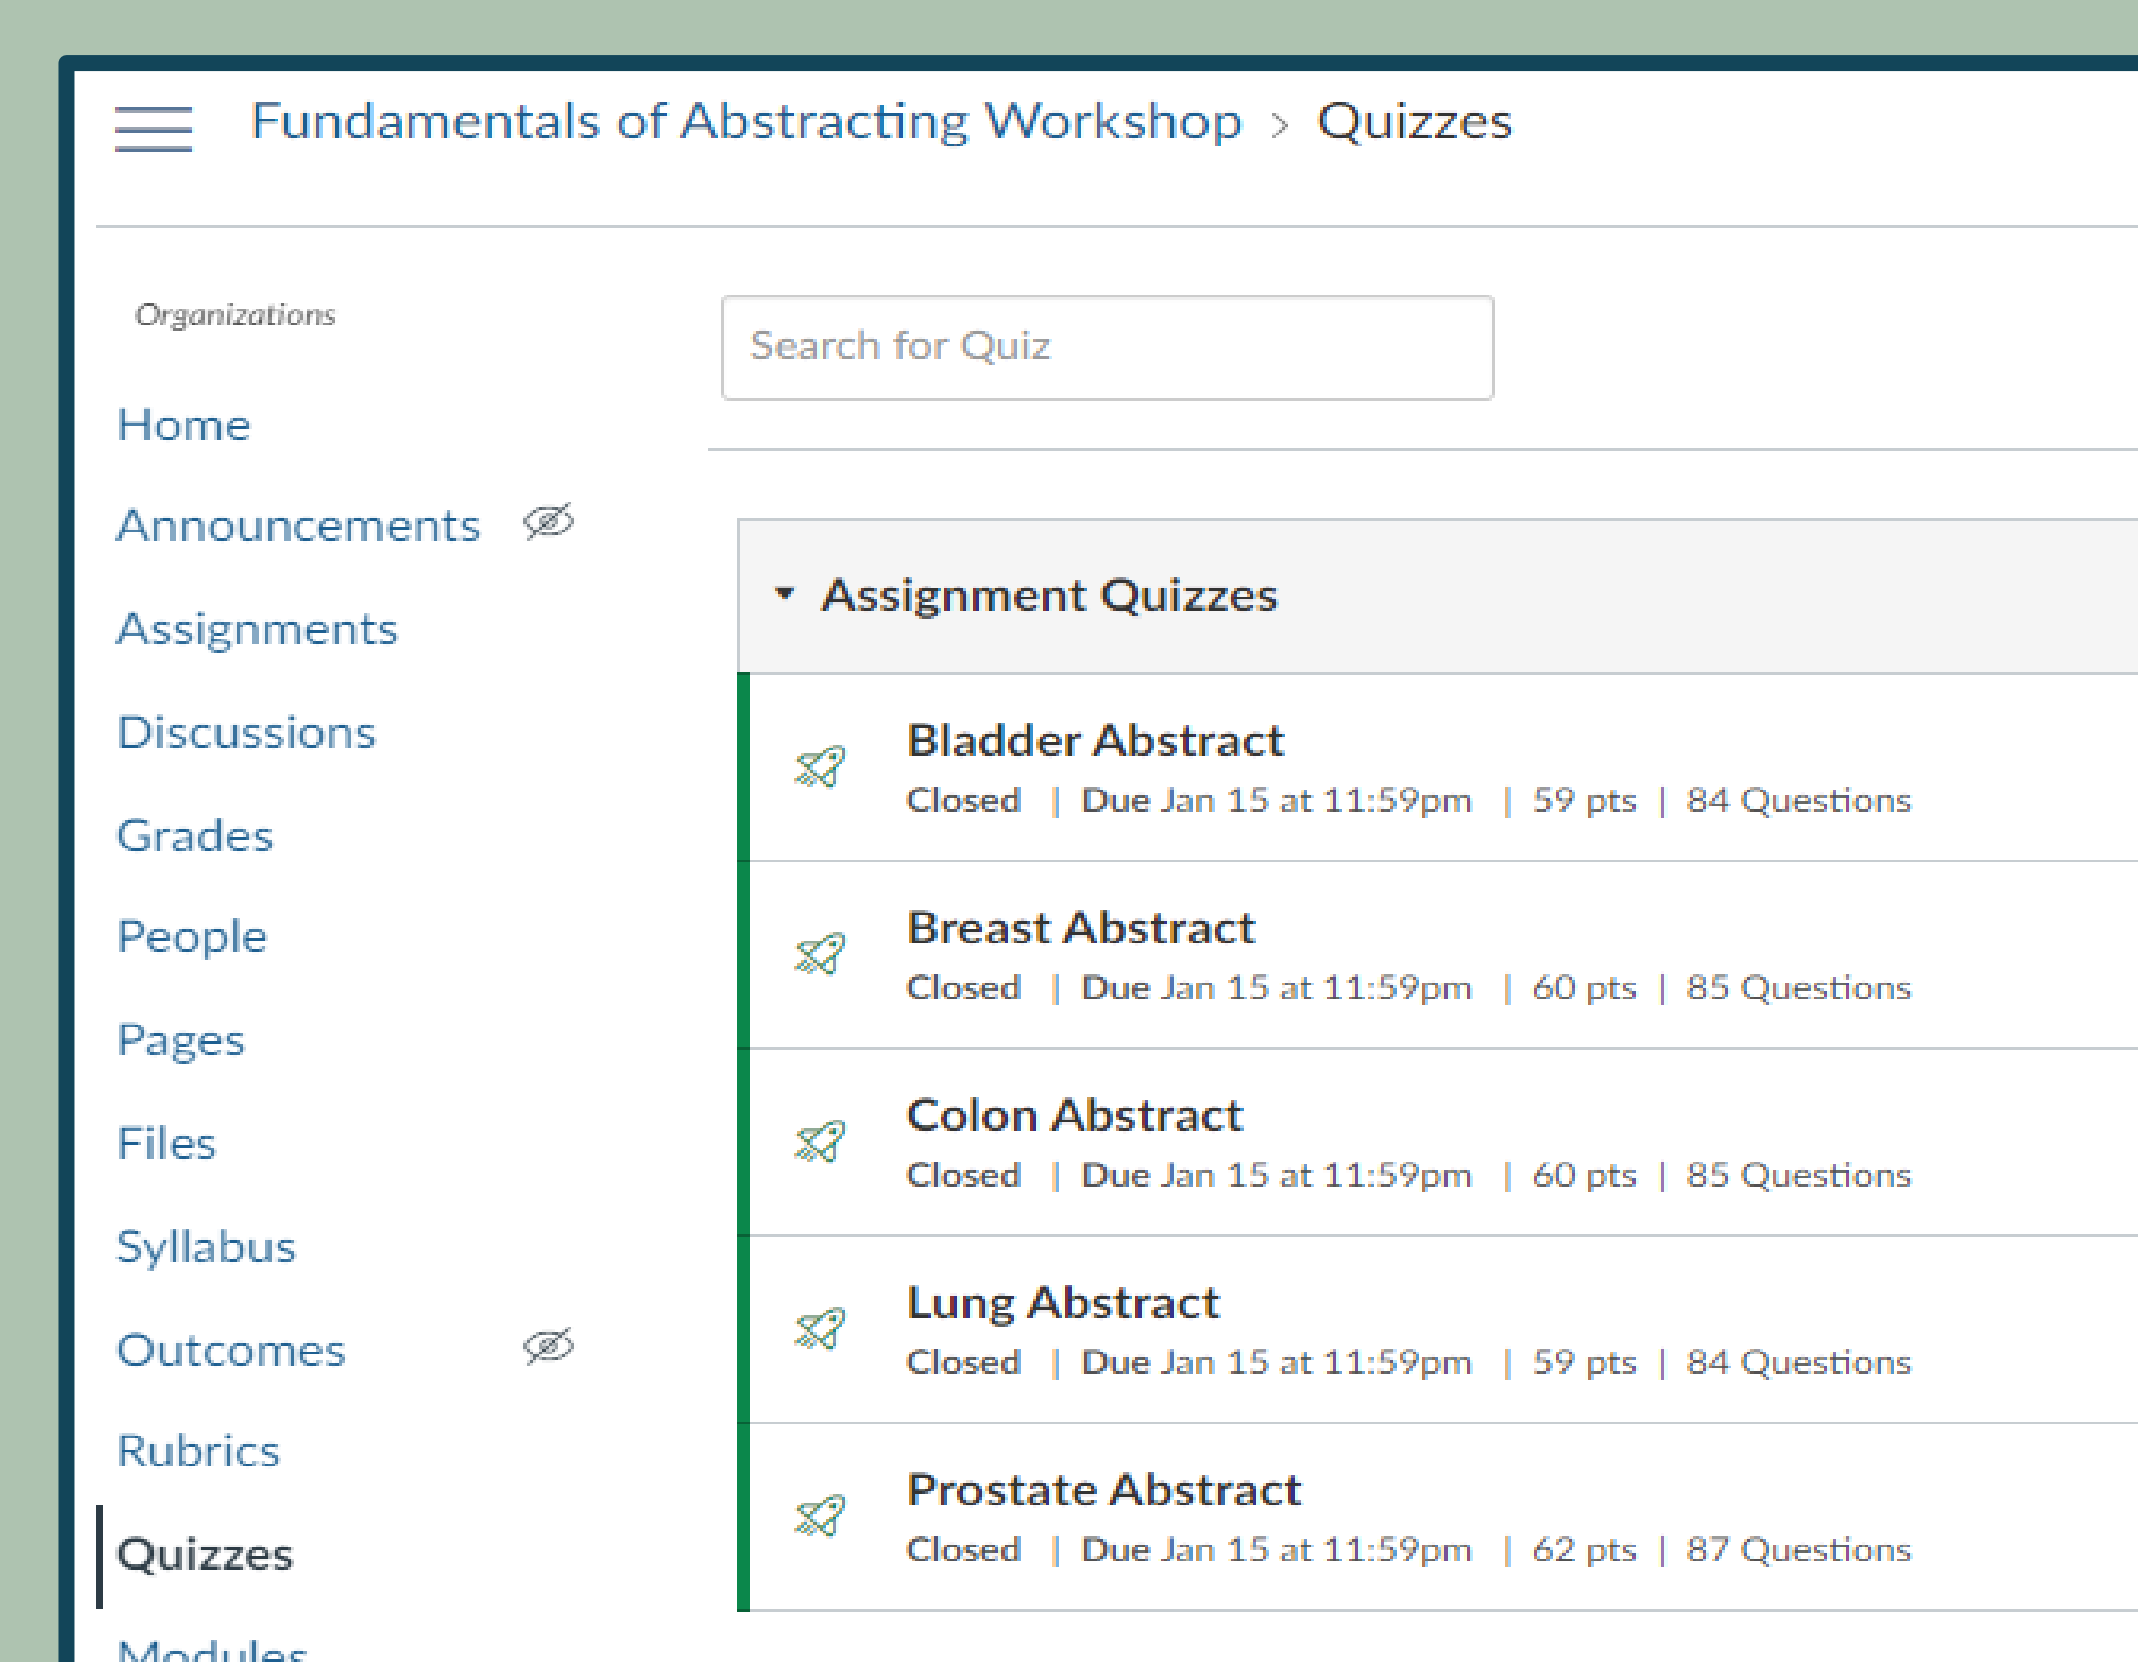 Fundamentals of Abstracting Workshop > Quizzes
Organizations
Home
Announcements
Assignments
Discussions
Grades
People
Pages
Files
Syllabus
Outcomes
Rubrics
Quizzes
Modules
Search for Quiz
Assignment Quizzes
Bladder Abstract
Closed | Due Jan 15 at 11:59pm | 59 pts | 84 Questions
Breast Abstract
Closed | Due Jan 15 at 11:59pm | 60 pts | 85 Questions
Colon Abstract
Closed | Due Jan 15 at 11:59pm | 60 pts | 85 Questions
Lung Abstract
Closed | Due Jan 15 at 11:59pm | 59 pts | 84 Questions
Prostate Abstract
Closed | Due Jan 15 at 11:59pm | 62 pts | 87 Questions